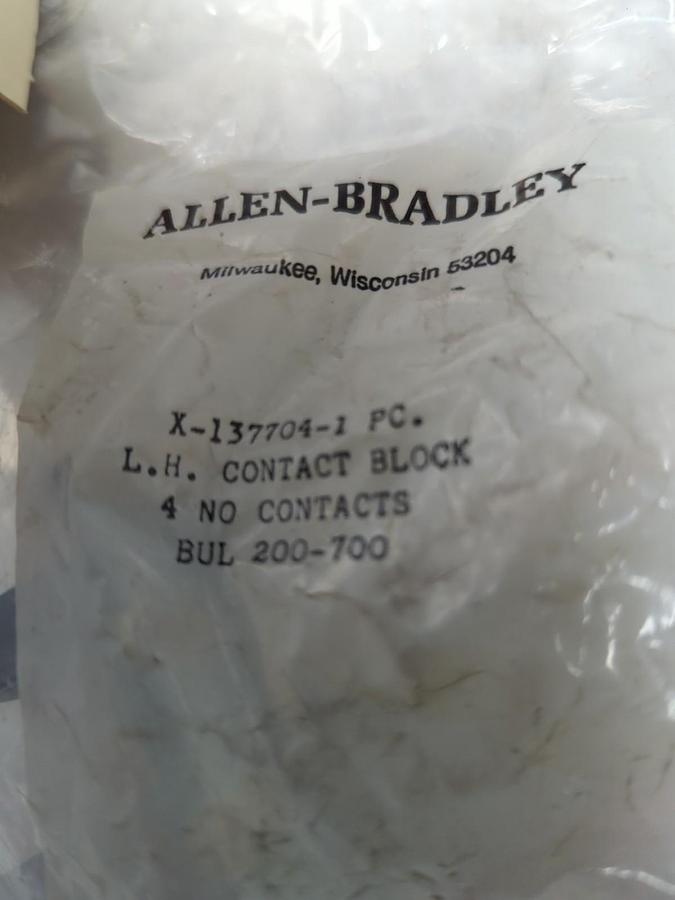 ALLEN-BRADLEY
Milwaukee, Wisconsin 53204
X-137704-1 PC.
L.H. CONTACT BLOCK
4 NO CONTACTS
BUL 200-700